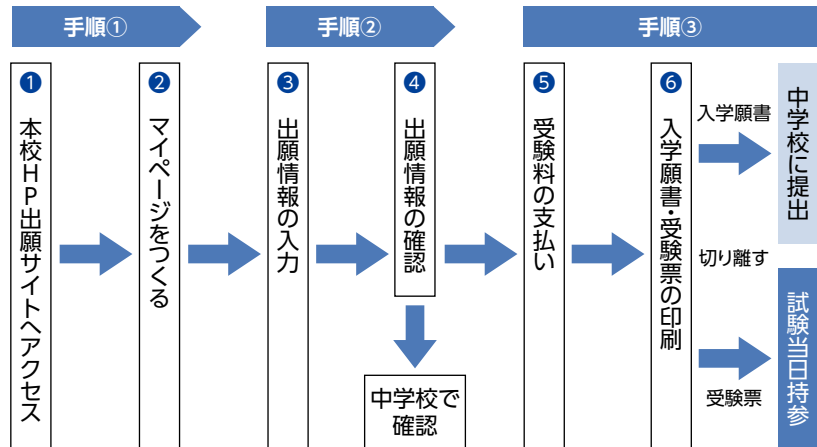 手順①
手順②
手順③
❶
本校HP出願サイトへアクセス
❷
マイページをつくる
❸
出願情報の入力
❹
出願情報の確認
中学校で
確認
❺
受験料の支払い
❻
入学願書・受験票の印刷
入学願書
中学校に提出
切り離す
受験票
試験当日持参